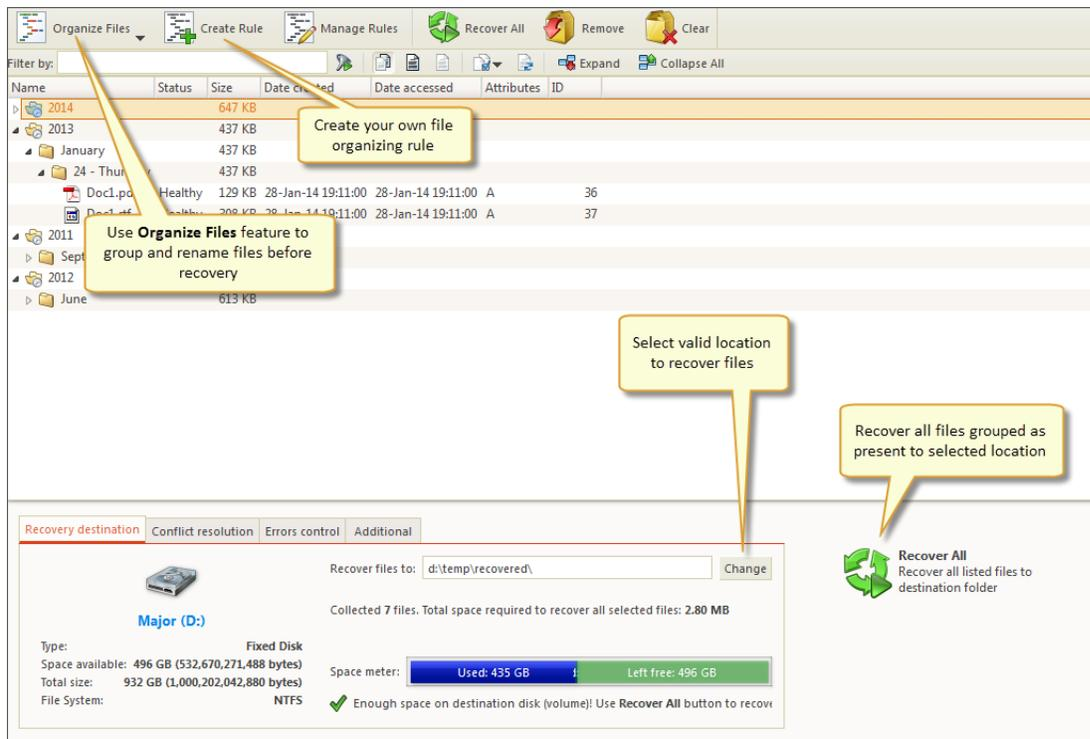 Organize Files Create Rule Manage Rules Recover All Remove Clear
Filter by: Expand Collapse All
Name Status Size Date Date accessed Attributes ID
2014 647 KB
2013 437 KB
January 437 KB
24 - 437 KB
Healthy 129 KB 28-Jan-14 19:11:00 28-Jan-14 19:11:00 A 36
28-Jan-14 19:11:00 A 37
2011
2012
June 613 KB
Create your own file
organizing rule
Use Organize Files feature to
group and rename files before
recovery
Select valid location
to recover files
Recover all files grouped as
present to selected location
Recovery destination Conflict resolution Errors control Additional
Major (D:)
Type: Fixed Disk
Space available: 496 GB (532,670,271,488 bytes)
Total size: 932 GB (1,000,202,042,880 bytes)
File System: NTFS
Recover files to: d:\temp\recovered\ Change
Collected 7 files. Total space required to recover all selected files: 2.80 MB
Space meter: Used: 435 GB Left free: 496 GB
Enough space on destination disk (volume)! Use Recover All button to recove
Recover All
Recover all listed files to
destination folder